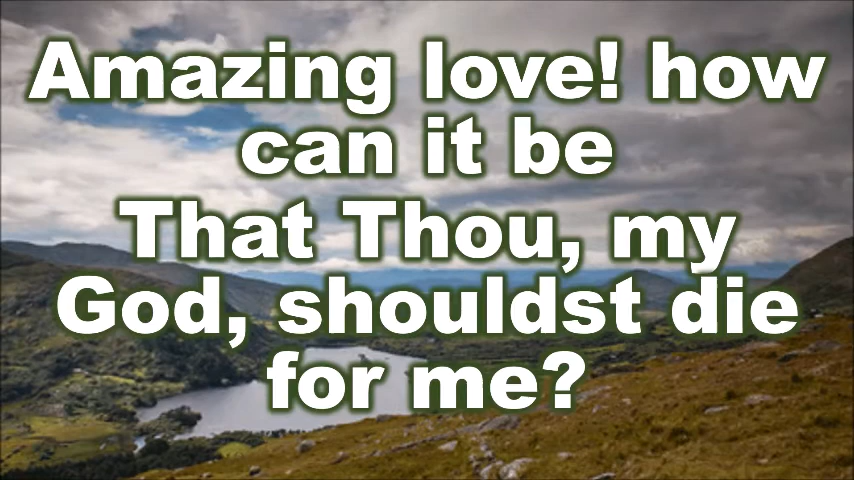 Amazing love! how
can it be
That Thou, my
God, shouldst die
for me?